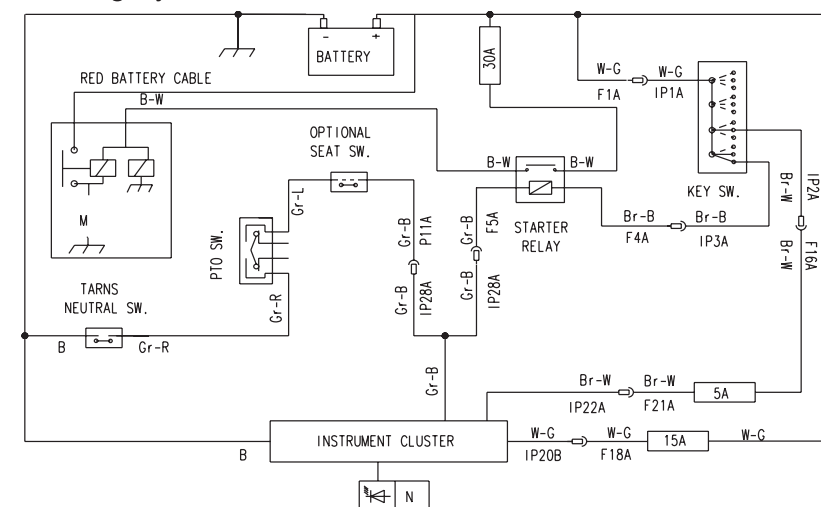 BATTERY
- +
30A
RED BATTERY CABLE
B-W
W-G
W-G
F1A
IP1A
KEY SW.
OPTIONAL
SEAT SW.
B-W
B-W
STARTER
RELAY
Gr-L
Gr-B
P11A
Gr-B
F5A
Br-B
Br-B
F4A
IP3A
Br-W
IP2A
Br-W
F16A
M
PTO SW.
Gr-R
Gr-B
IP28A
Gr-B
IP28A
TARNS
NEUTRAL SW.
B
Gr-R
Gr-B
Br-W
Br-W
IP22A
F21A
5A
INSTRUMENT CLUSTER
B
W-G
W-G
IP20B
F18A
15A
W-G
N